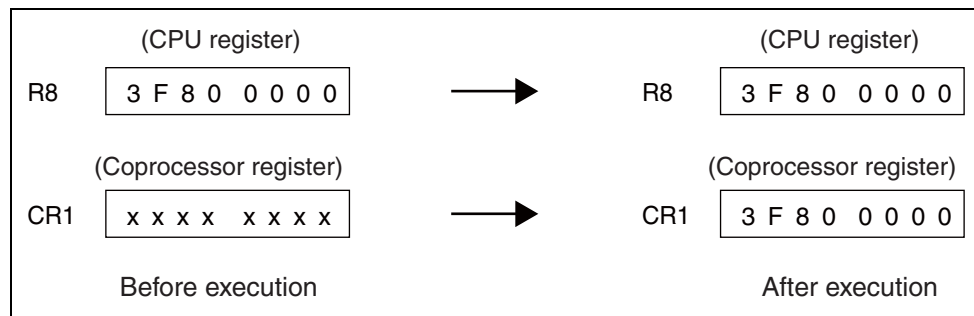 (CPU register) (CPU register)
R8 3 F 8 0 0 0 0 0 R8 3 F 8 0 0 0 0 0
(Coprocessor register) (Coprocessor register)
CR1 x x x x x x x x CR1 3 F 8 0 0 0 0 0
Before execution After execution